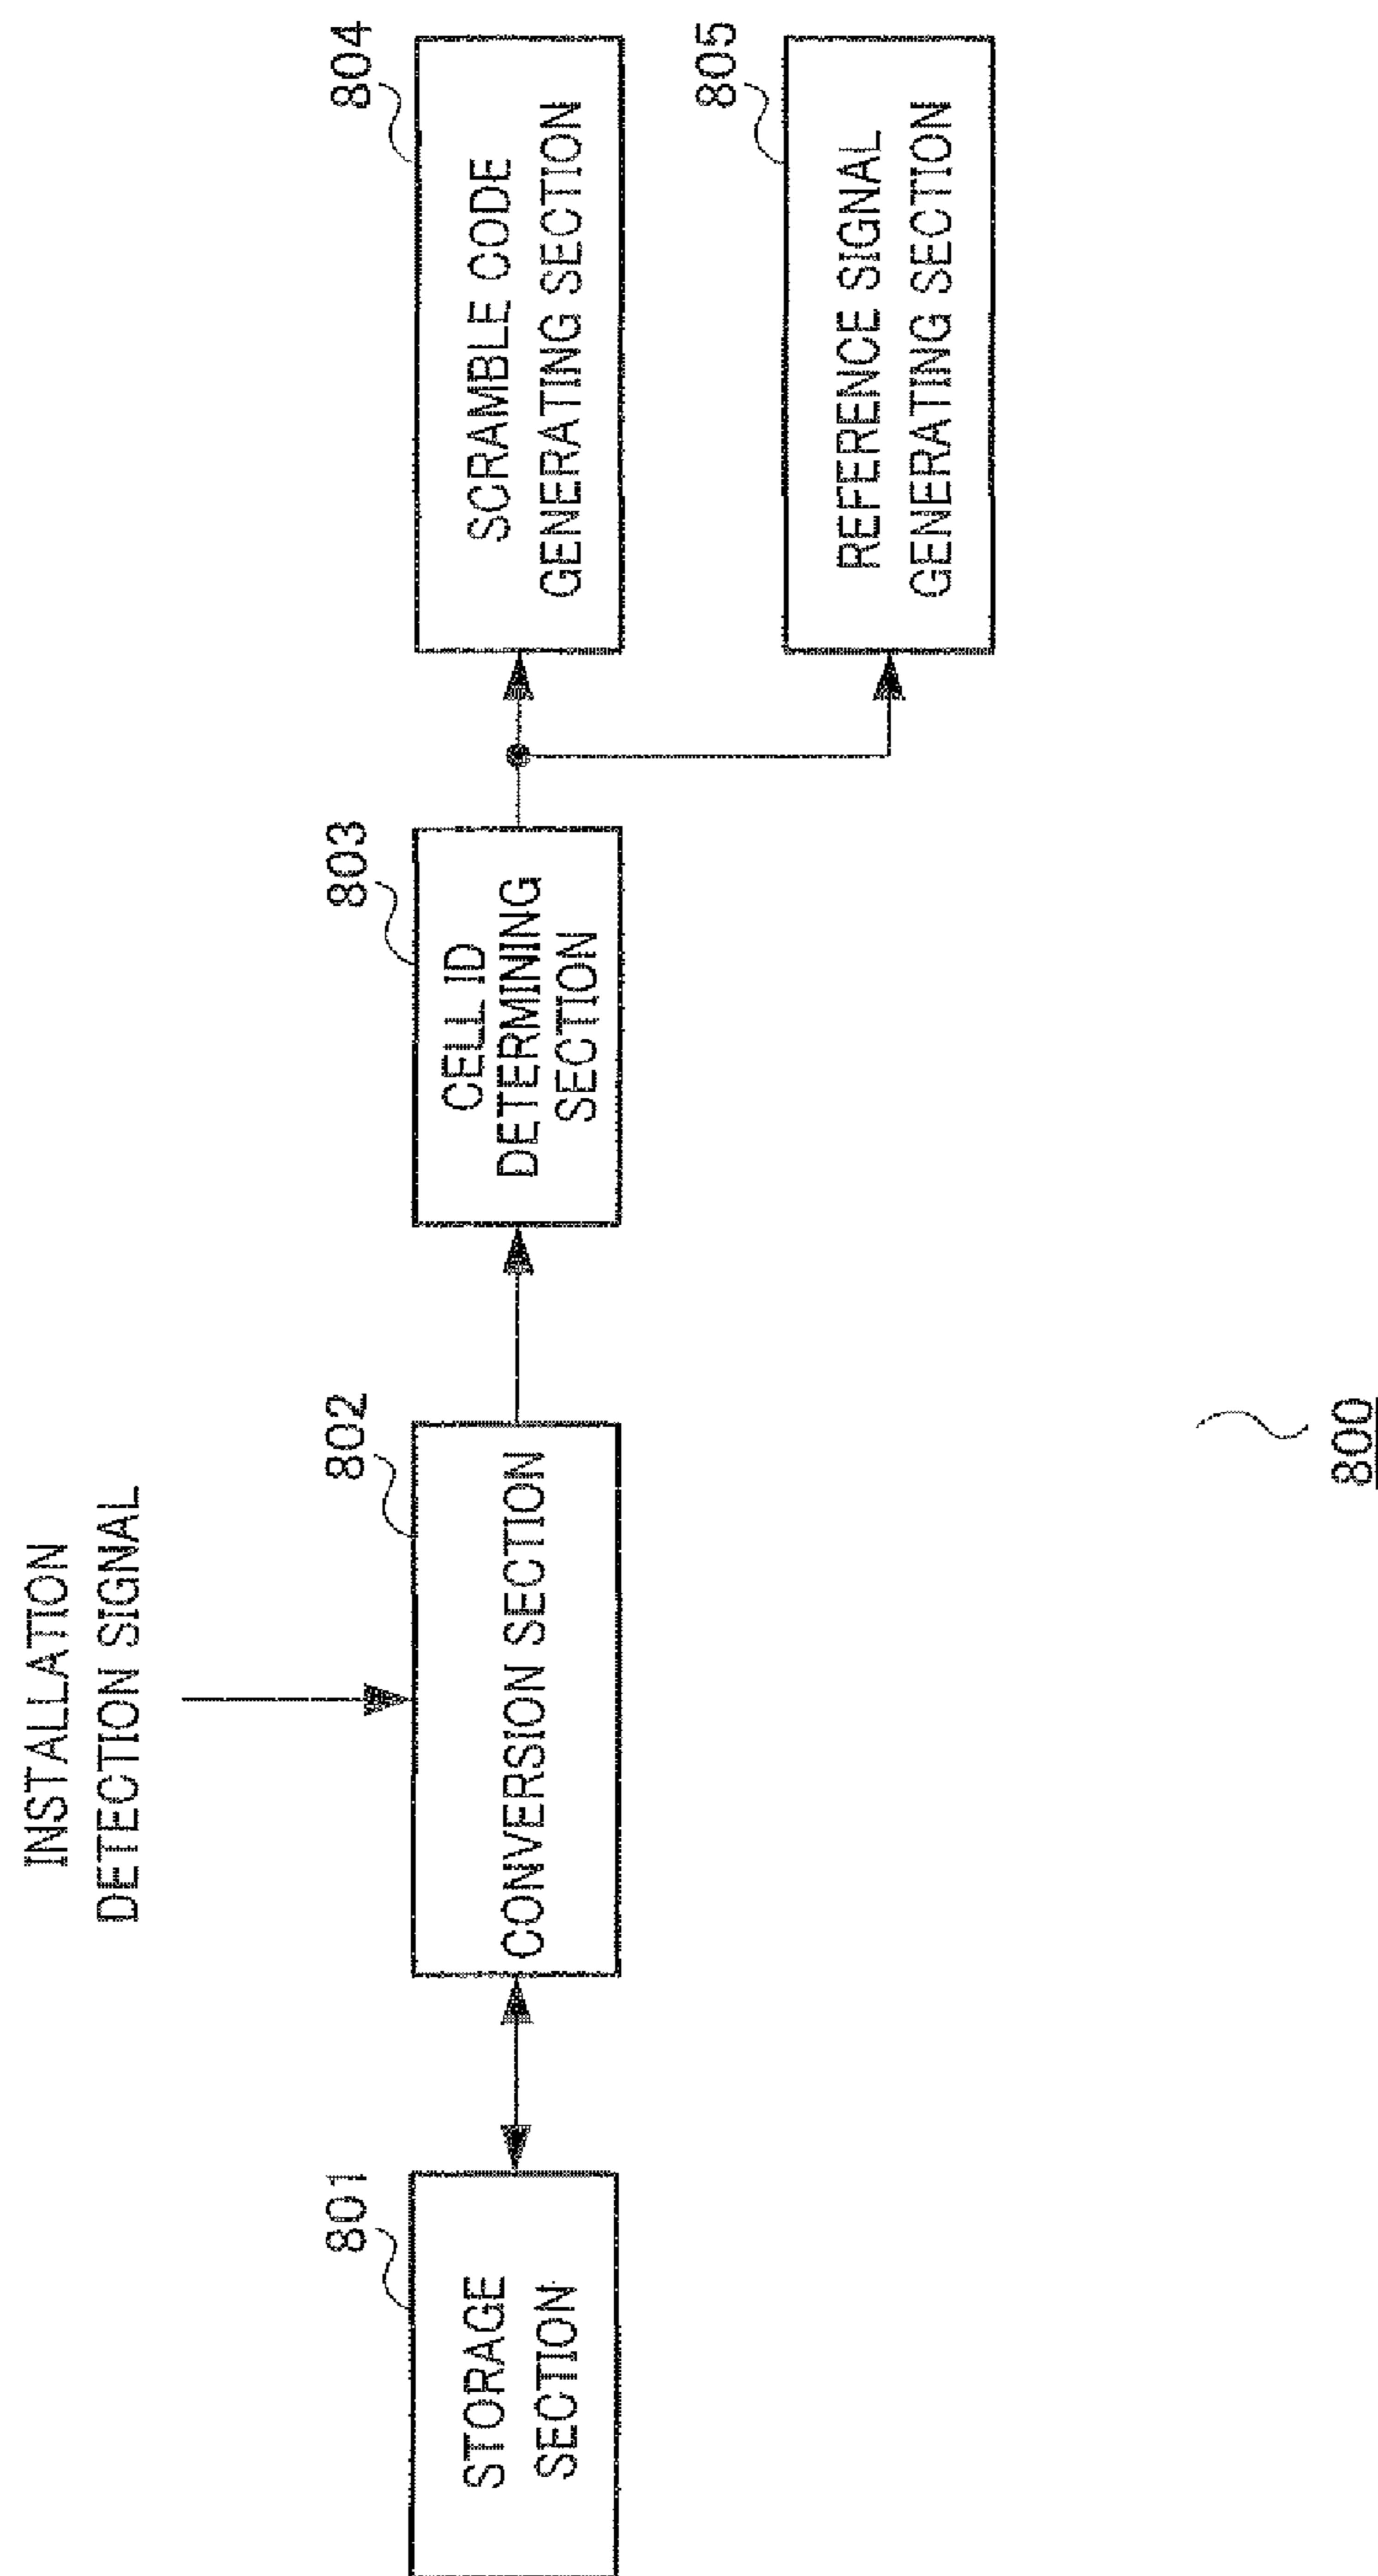 INSTALLATION
DETECTION SIGNAL
801
STORAGE
SECTION
802
CONVERSION SECTION
803
CELL ID
DETERMINING
SECTION
804
SCRAMBLE CODE
GENERATING SECTION
805
REFERENCE SIGNAL
GENERATING SECTION
800